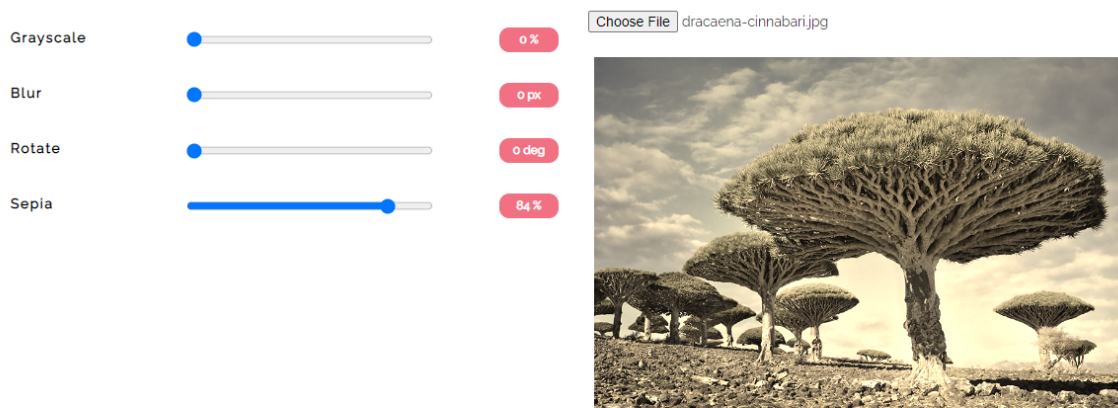 Choose File dracaena-cinnabari.jpg
Grayscale 0 %
Blur 0 px
Rotate 0 deg
Sepia 84 %